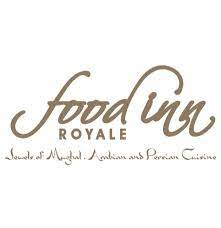 food inn
ROYALE
Jewels of Mughal, Arabian and Persian Cuisine